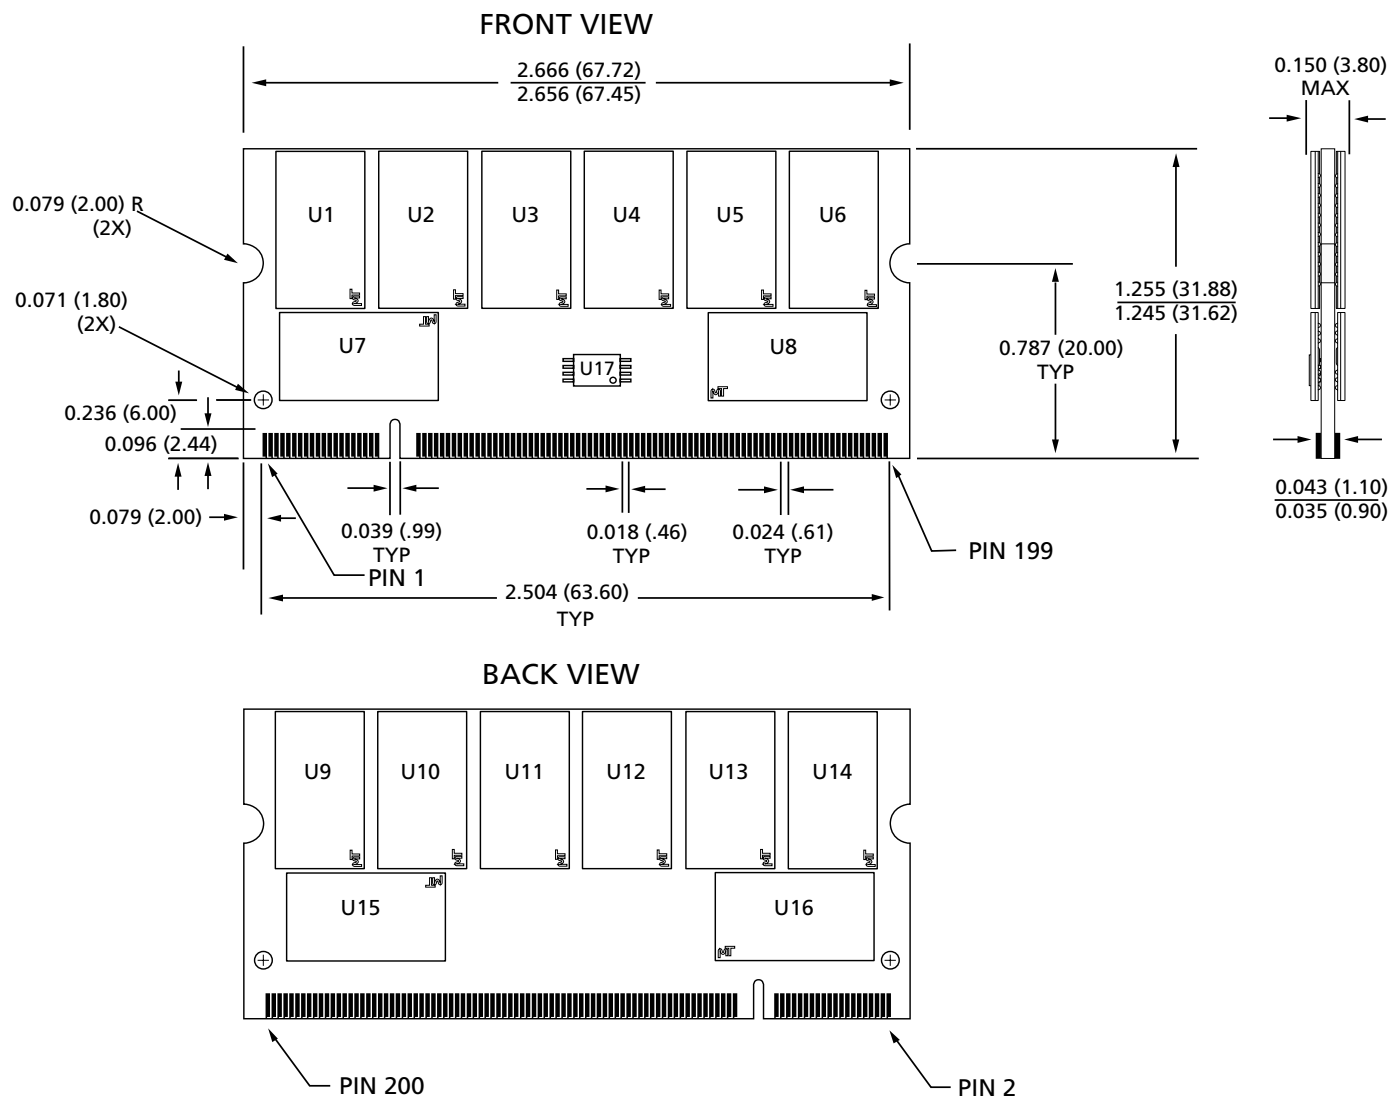 FRONT VIEW
2.666 (67.72)
2.656 (67.45)
0.150 (3.80)
MAX
0.079 (2.00) R
(2X)
U1
U2
U3
U4
U5
U6
0.071 (1.80)
(2X)
U7
U17
U8
1.255 (31.88)
1.245 (31.62)
0.787 (20.00)
TYP
0.236 (6.00)
0.096 (2.44)
0.079 (2.00)
0.039 (.99)
TYP
0.018 (.46)
TYP
0.024 (.61)
TYP
0.043 (1.10)
0.035 (0.90)
PIN 1
PIN 199
2.504 (63.60)
TYP
BACK VIEW
U9
U10
U11
U12
U13
U14
U15
U16
PIN 200
PIN 2